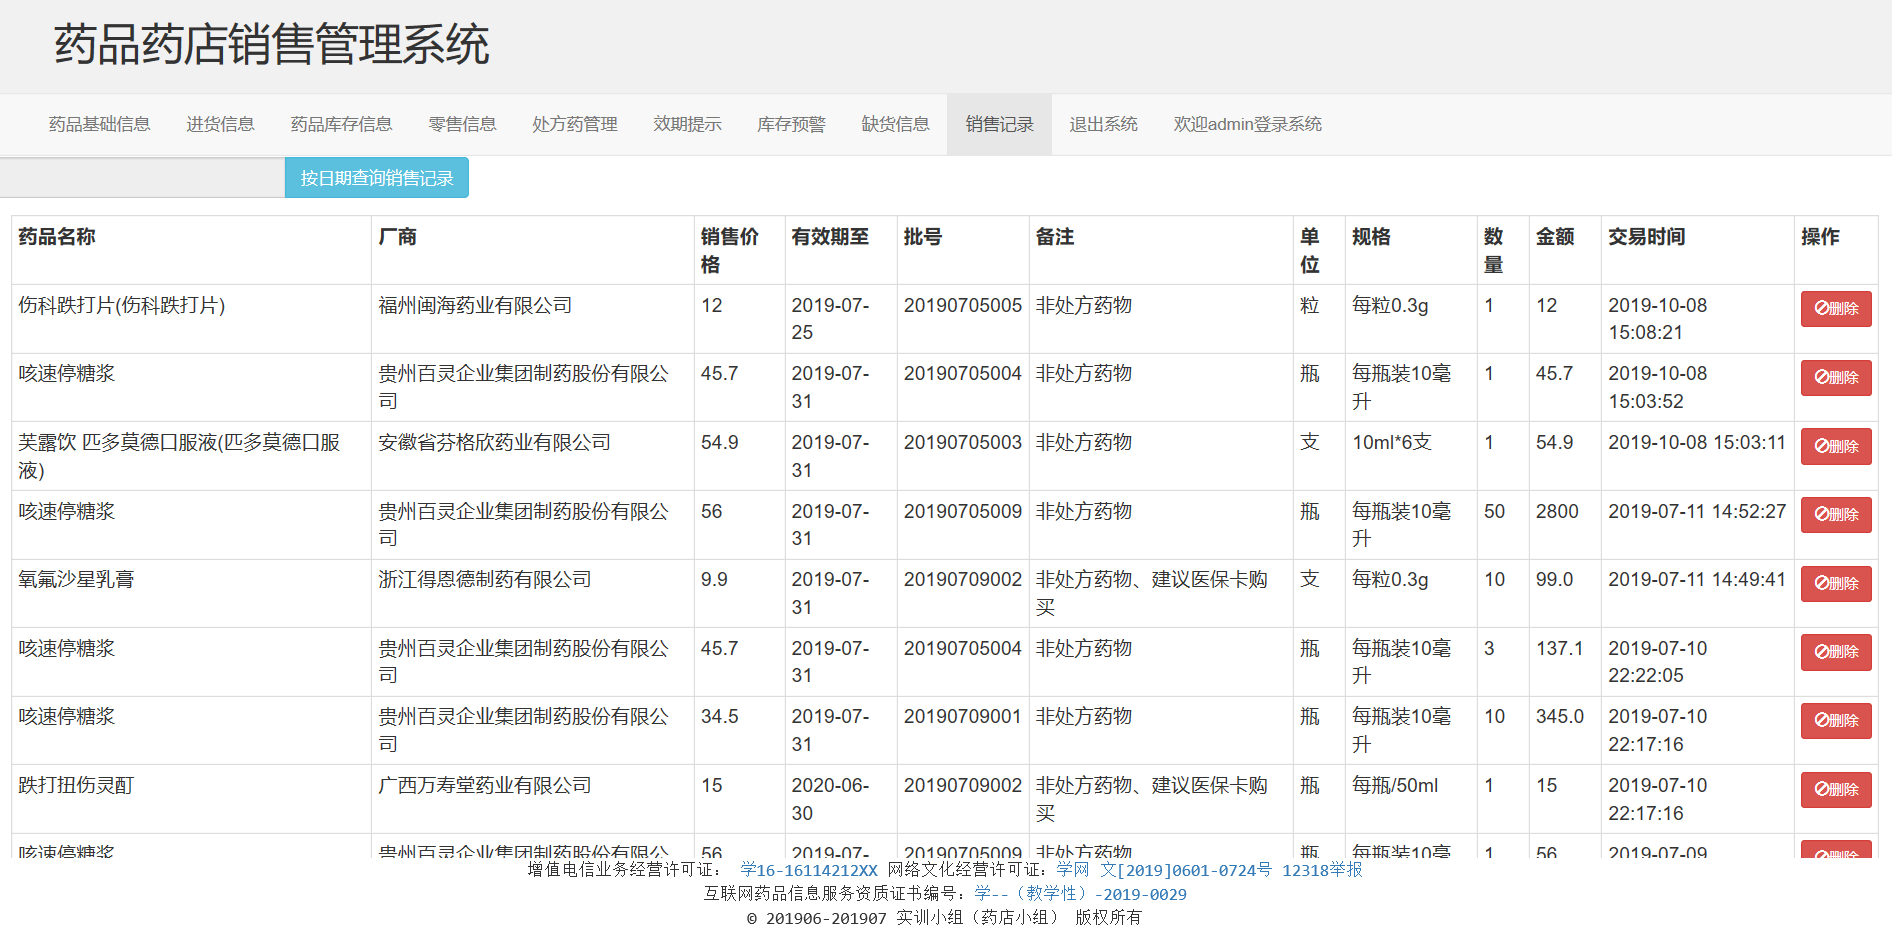 药品药店销售管理系统
药品基础信息 进货信息 药品库存信息 零售信息 处方药管理 效期提示 库存预警 缺货信息 销售记录 退出系统 欢迎admin登录系统
按日期查询销售记录
药品名称 厂商 销售价格 有效期至 批号 备注 单位 规格 数量 金额 交易时间 操作
伤科跌打片(伤科跌打片) 福州闽海药业有限公司 12 2019-07-25 20190705005 非处方药物 粒 每粒0.3g 1 12 2019-10-08 15:08:21 删除
咳速停糖浆 贵州百灵企业集团制药股份有限公司 45.7 2019-07-31 20190705004 非处方药物 瓶 每瓶装10毫升 1 45.7 2019-10-08 15:03:52 删除
芙露饮 匹多莫德口服液(匹多莫德口服液) 安徽省芬格欣药业有限公司 54.9 2019-07-31 20190705003 非处方药物 支 10ml*6支 1 54.9 2019-10-08 15:03:11 删除
咳速停糖浆 贵州百灵企业集团制药股份有限公司 56 2019-07-31 20190705009 非处方药物 瓶 每瓶装10毫升 50 2800 2019-07-11 14:52:27 删除
氧氟沙星乳膏 浙江得恩德制药有限公司 9.9 2019-07-31 20190709002 非处方药物、建议医保卡购买 支 每粒0.3g 10 99.0 2019-07-11 14:49:41 删除
咳速停糖浆 贵州百灵企业集团制药股份有限公司 45.7 2019-07-31 20190705004 非处方药物 瓶 每瓶装10毫升 3 137.1 2019-07-10 22:22:05 删除
咳速停糖浆 贵州百灵企业集团制药股份有限公司 34.5 2019-07-31 20190709001 非处方药物 瓶 每瓶装10毫升 10 345.0 2019-07-10 22:17:16 删除
跌打扭伤灵酊 广西万寿堂药业有限公司 15 2020-06-30 20190709002 非处方药物、建议医保卡购买 瓶 每瓶/50ml 1 15 2019-07-10 22:17:16 删除
咳速停糖浆 贵州百灵企业集团制药股份有限公 56 2019-07- 20190705009 非处方药物 瓶 每瓶装10毫 1 56 2019-07-09 删除
增值电信业务经营许可证： 学16-16114212XX 网络文化经营许可证：学网 文[2019]0601-0724号 12318举报
互联网药品信息服务资质证书编号：学--（教学性）-2019-0029
© 201906-201907 实训小组（药店小组） 版权所有